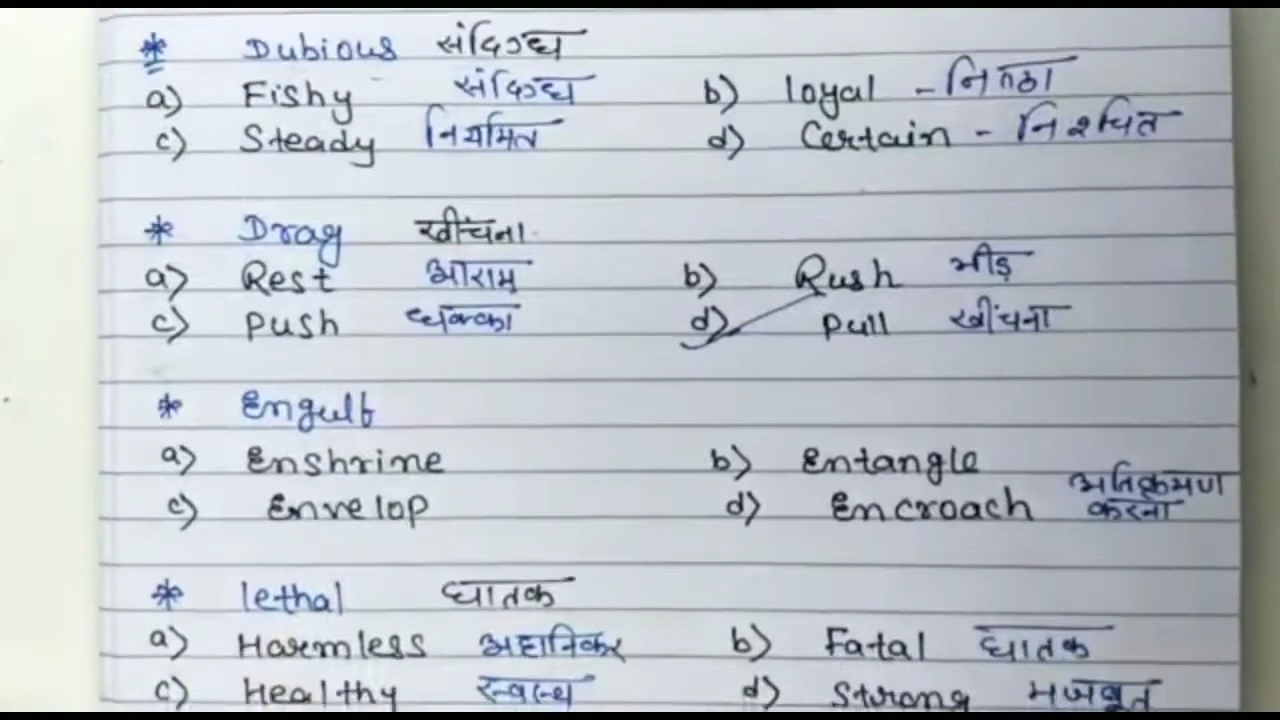 * Dubious संदिग्ध
a) Fishy संदिग्ध b) loyal - निष्ठा
c) Steady नियमित d) Certain - निश्चित
* Drag खींचना
a) Rest आराम b) Rush भीड़
c) Push धक्का d) Pull खींचना
* Engulf
a) Enshrine b) Entangle
c) Envelop d) Encroach अतिक्रमण करना
* lethal घातक
a) Harmless अहानिकर b) Fatal घातक
c) Healthy स्वास्थ d) Strong मजबूत